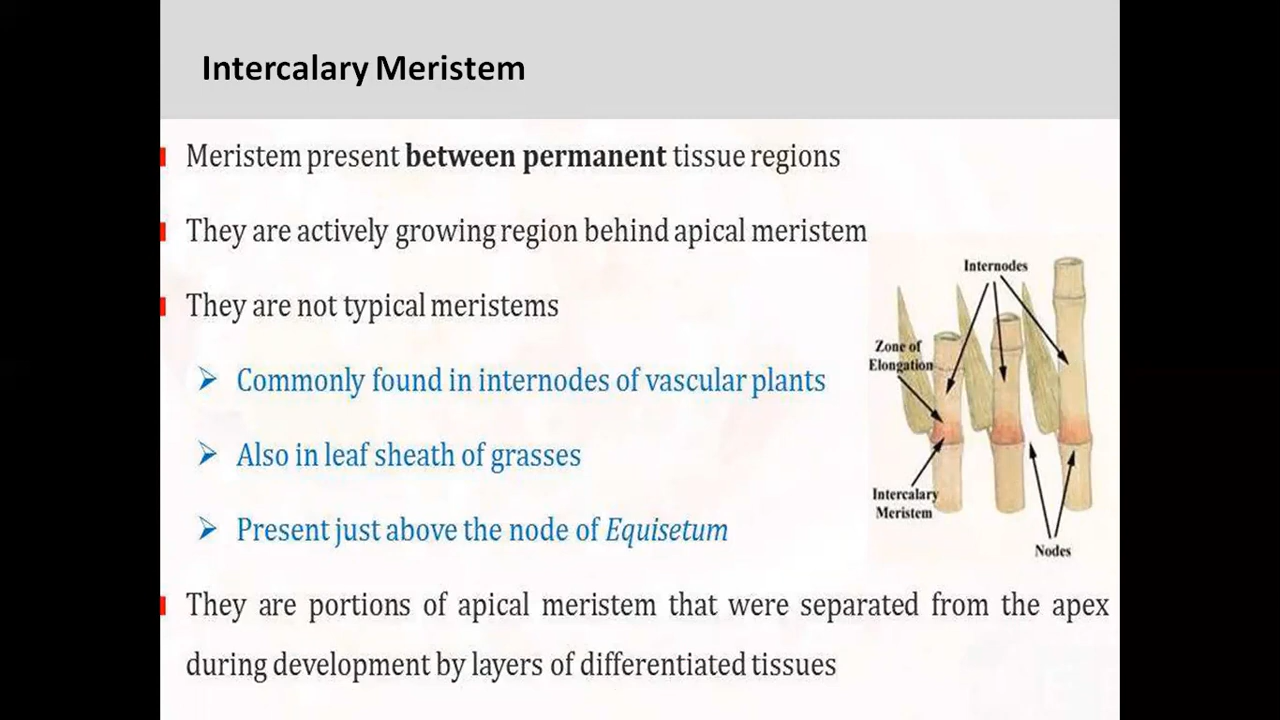 Intercalary Meristem
Meristem present between permanent tissue regions
They are actively growing region behind apical meristem
They are not typical meristems
Commonly found in internodes of vascular plants
Also in leaf sheath of grasses
Present just above the node of Equisetum
They are portions of apical meristem that were separated from the apex
during development by layers of differentiated tissues
Internodes
Zone of
Elongation
Intercalary
Meristem
Nodes